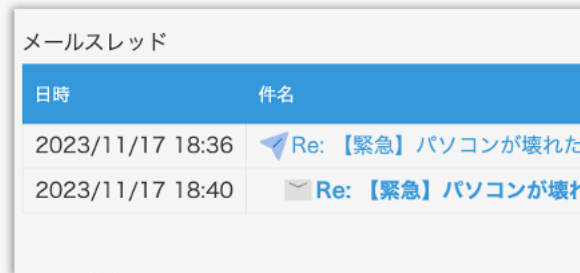 メールスレッド
日時 件名
2023/11/17 18:36 Re: 【緊急】パソコンが壊れた
2023/11/17 18:40 Re: 【緊急】パソコンが壊